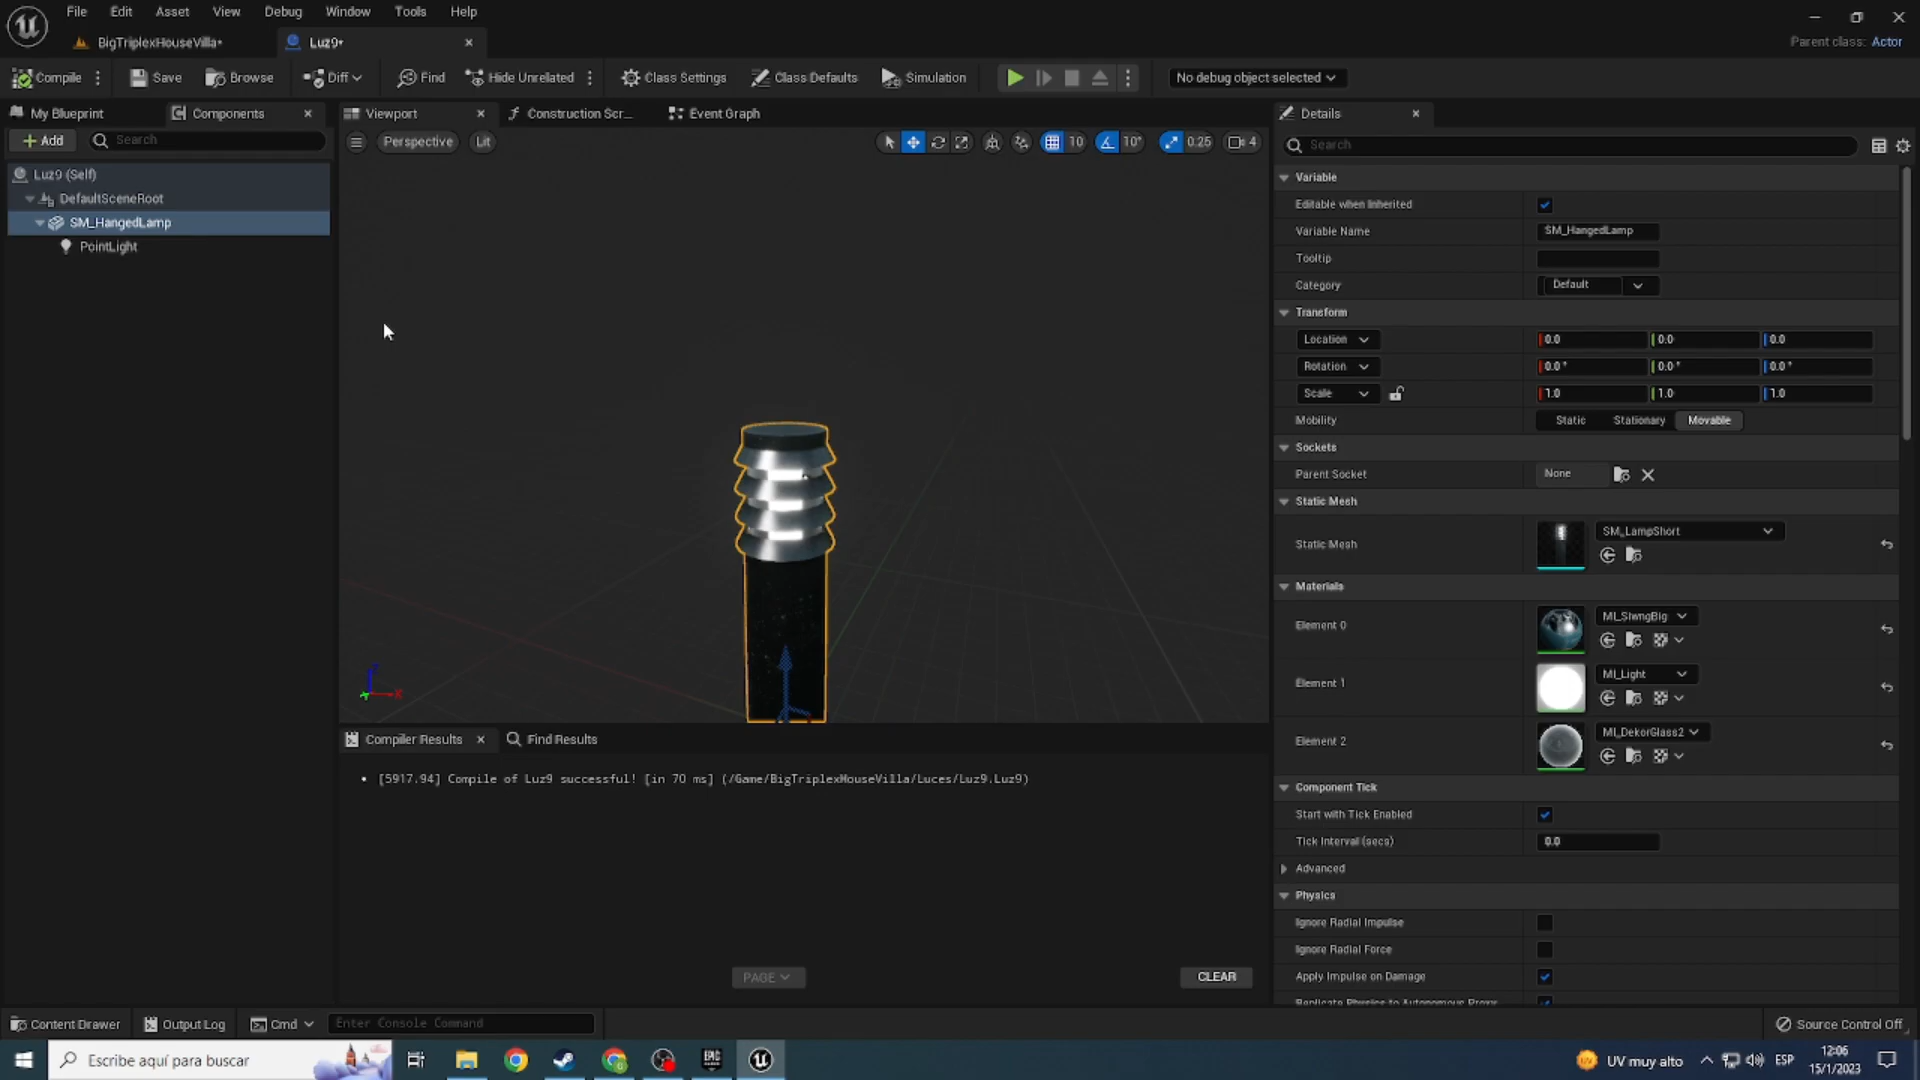 File Edit Asset View Debug Window Tools Help
BigTriplexHouseVilla*
Luz9*
Parent class: Actor
Compile
Save
Browse
Diff
Find
Hide Unrelated
Class Settings
Class Defaults
Simulation
No debug object selected
My Blueprint
Components
Viewport
Construction Scr...
Event Graph
Details
Add
Search
Perspective
Lit
10
10°
0.25
4
Search
Luz9 (Self)
DefaultSceneRoot
SM_HangedLamp
PointLight
Variable
Editable when Inherited
Variable Name
SM_HangedLamp
Tooltip
Category
Default
Transform
Location
0.0
0.0
0.0
Rotation
0.0 °
0.0 °
0.0 °
Scale
1.0
1.0
1.0
Mobility
Static
Stationary
Movable
Sockets
Parent Socket
None
Static Mesh
Static Mesh
SM_LampShort
Materials
Element 0
MI_SiwngBig
Element 1
MI_Light
Element 2
MI_DekorGlass2
Component Tick
Start with Tick Enabled
Tick Interval (secs)
0.0
Advanced
Physics
Ignore Radial Impulse
Ignore Radial Force
Apply Impulse on Damage
Replicate Physics to Autonomous Proxy
X
Compiler Results
Find Results
[5917.94] Compile of Luz9 successful! [in 70 ms] (/Game/BigTriplexHouseVilla/Luces/Luz9.Luz9)
PAGE
CLEAR
Content Drawer
Output Log
Cmd
Enter Console Command
Source Control Off
Escribe aquí para buscar
EPIC
UV muy alto
ESP
12:06
15/1/2023